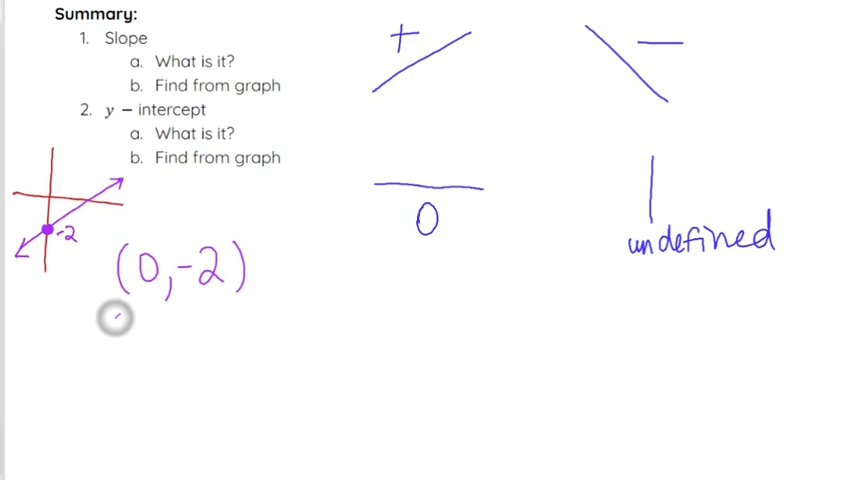 Summary:
1. Slope
a. What is it?
b. Find from graph
2. y – intercept
a. What is it?
b. Find from graph
-2
(0,-2)
+
—
0
undefined